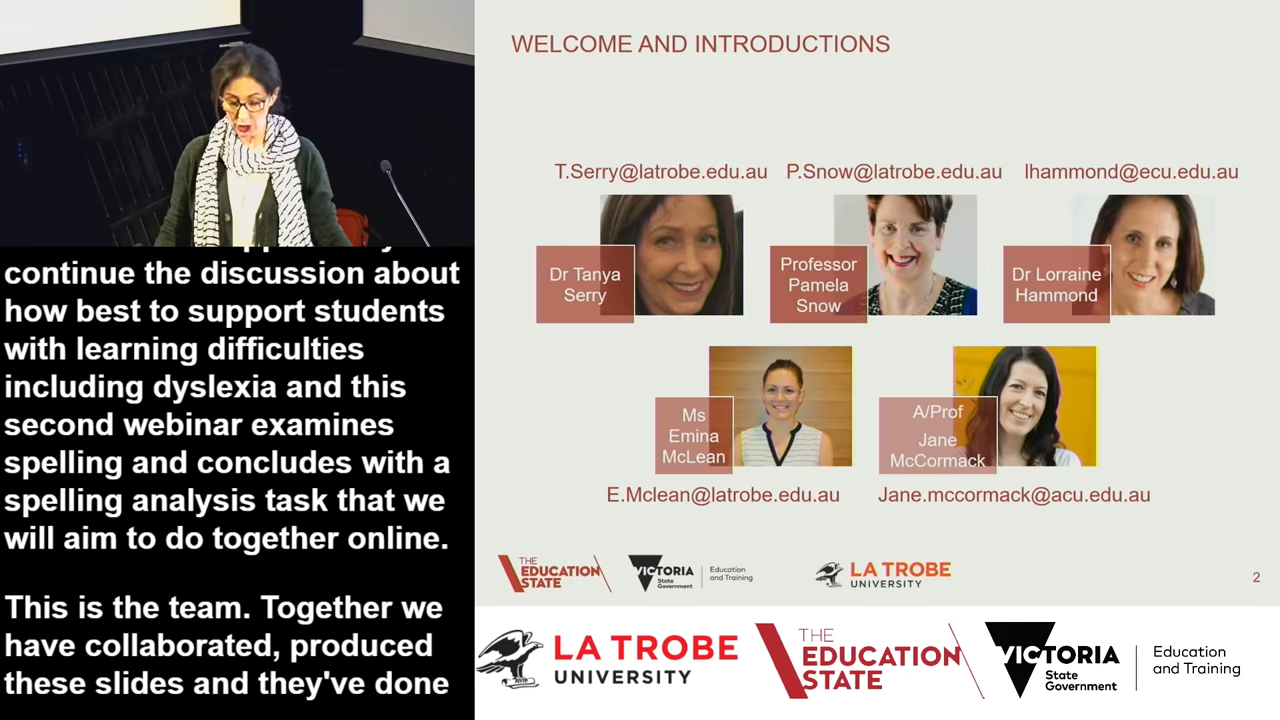 WELCOME AND INTRODUCTIONS
T.Serry@latrobe.edu.au
P.Snow@latrobe.edu.au
lhammond@ecu.edu.au
Dr Tanya
Serry
Professor
Pamela
Snow
Dr Lorraine
Hammond
Ms
Emina
McLean
A/Prof
Jane
McCormack
E.Mclean@latrobe.edu.au
Jane.mccormack@acu.edu.au
THE
EDUCATION
STATE
VICTORIA
State
Government
Education
and Training
LA TROBE
UNIVERSITY
2
continue the discussion about
how best to support students
with learning difficulties
including dyslexia and this
second webinar examines
spelling and concludes with a
spelling analysis task that we
will aim to do together online.
This is the team. Together we
have collaborated, produced
these slides and they've done
LA TROBE
UNIVERSITY
THE
EDUCATION
STATE
VICTORIA
State
Government
Education
and Training